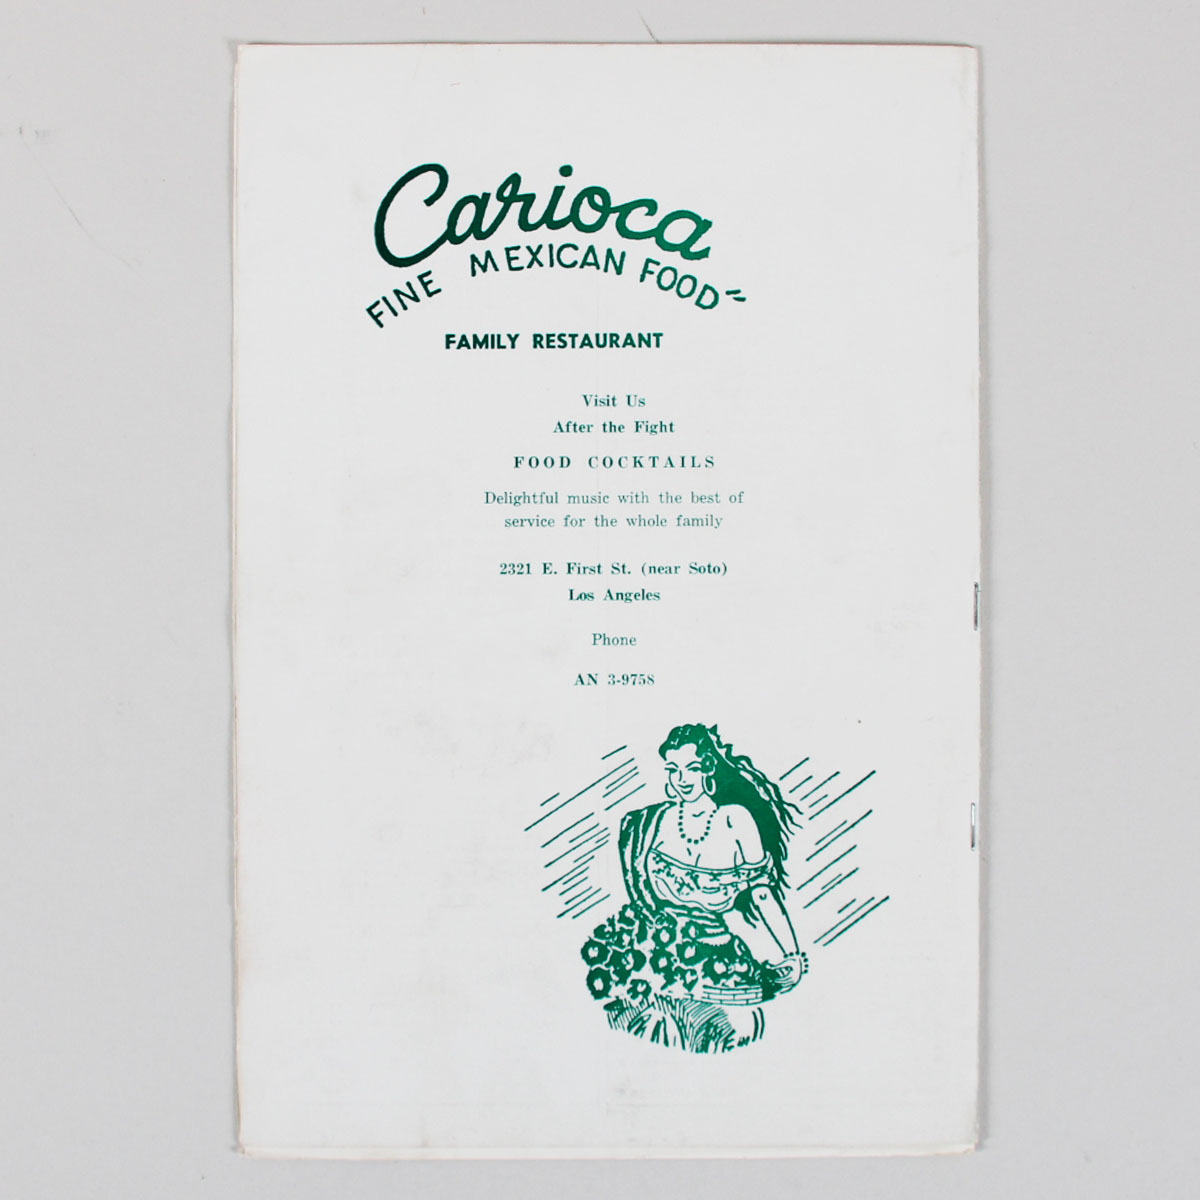 Carioca
FINE MEXICAN FOOD
FAMILY RESTAURANT
Visit Us
After the Fight
FOOD COCKTAILS
Delightful music with the best of
service for the whole family
2321 E. First St. (near Soto)
Los Angeles
Phone
AN 3-9758